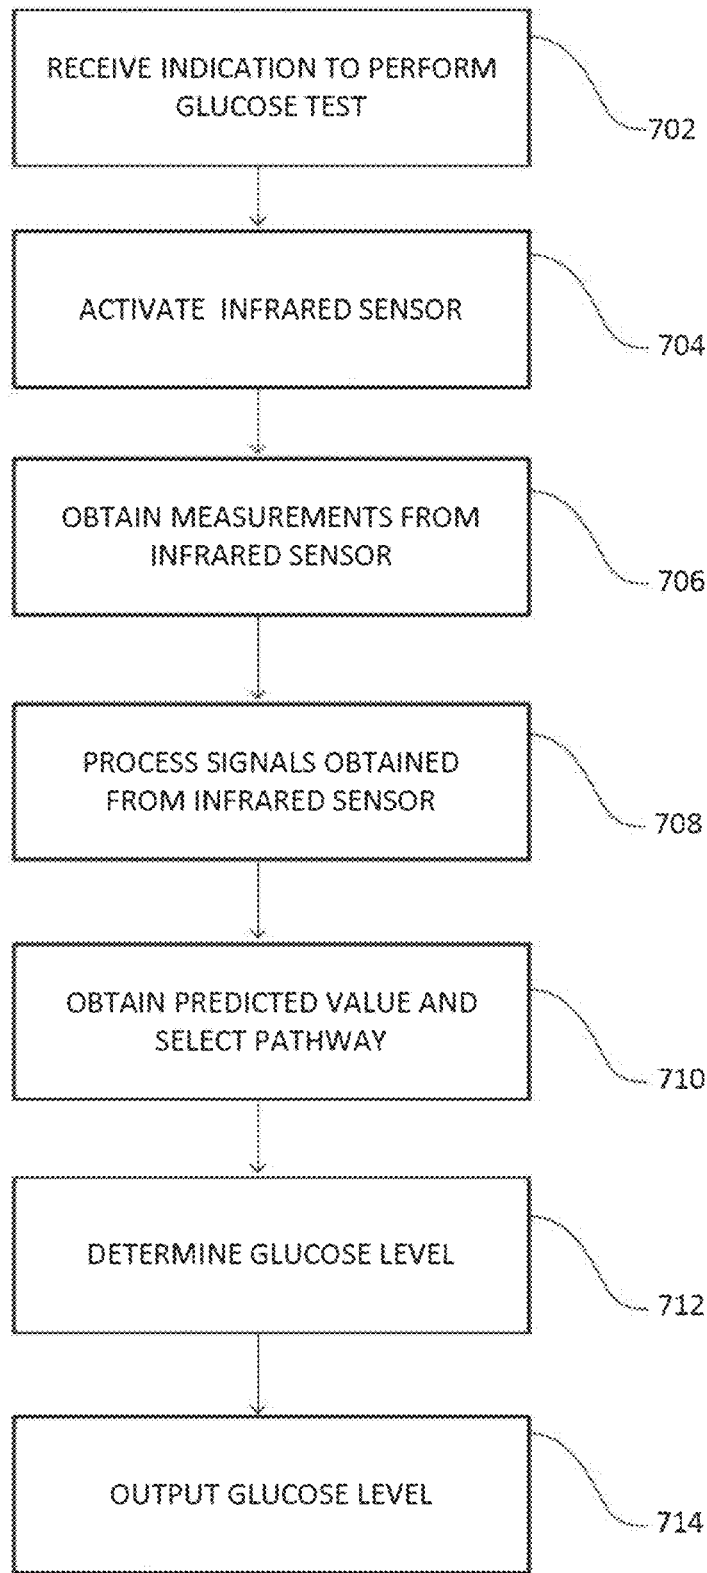 RECEIVE INDICATION TO PERFORM
GLUCOSE TEST
702
ACTIVATE INFRARED SENSOR
704
OBTAIN MEASUREMENTS FROM
INFRARED SENSOR
706
PROCESS SIGNALS OBTAINED
FROM INFRARED SENSOR
708
OBTAIN PREDICTED VALUE AND
SELECT PATHWAY
710
DETERMINE GLUCOSE LEVEL
712
OUTPUT GLUCOSE LEVEL
714